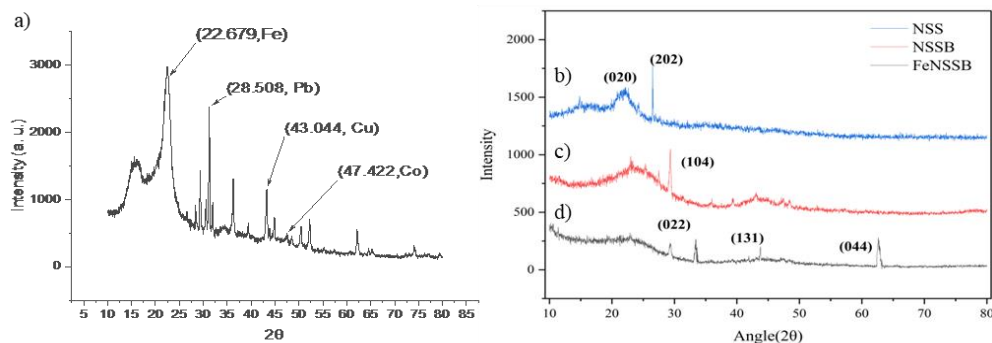 a)
(22.679,Fe)
(28.508, Pb)
(43.044, Cu)
(47.422,Co)
Intensity (a.u.)
3000
2000
1000
0
5 10 15 20 25 30 35 40 45 50 55 60 65 70 75 80 85
2θ
NSS
NSSB
FeNSSB
b)
(020)
(202)
c)
(104)
d)
(022)
(131)
(044)
Intensity
2000
1500
1000
500
0
10 20 30 40 50 60 70 80
Angle(2θ)